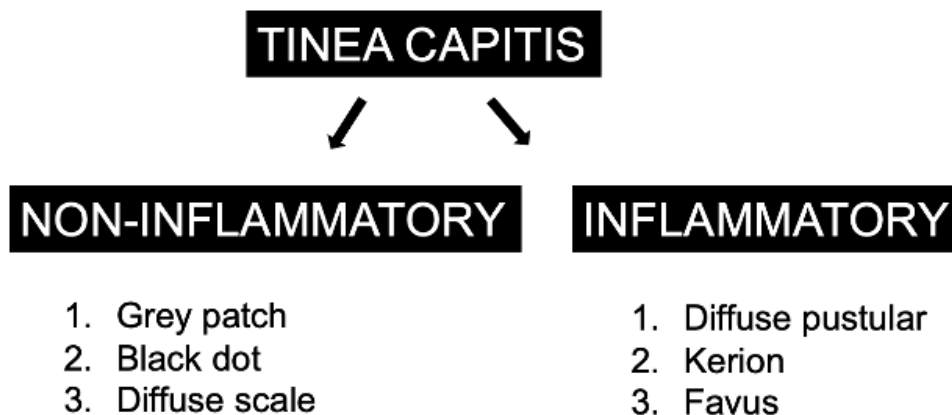 TINEA CAPITIS
NON-INFLAMMATORY
INFLAMMATORY
1. Grey patch
2. Black dot
3. Diffuse scale
1. Diffuse pustular
2. Kerion
3. Favus